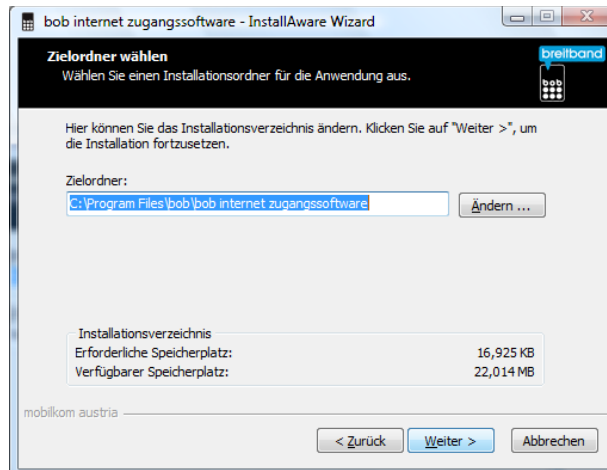 bob internet zugangssoftware - InstallAware Wizard
Zielordner wählen
Wählen Sie einen Installationsordner für die Anwendung aus.
breitband
bob
Hier können Sie das Installationsverzeichnis ändern. Klicken Sie auf "Weiter >", um
die Installation fortzusetzen.
Zielordner:
C:\Program Files\bob\bob internet zugangssoftware
Ändern ...
Installationsverzeichnis
Erforderliche Speicherplatz: 16,925 KB
Verfügbarer Speicherplatz: 22,014 MB
mobilkom austria
< Zurück Weiter > Abbrechen